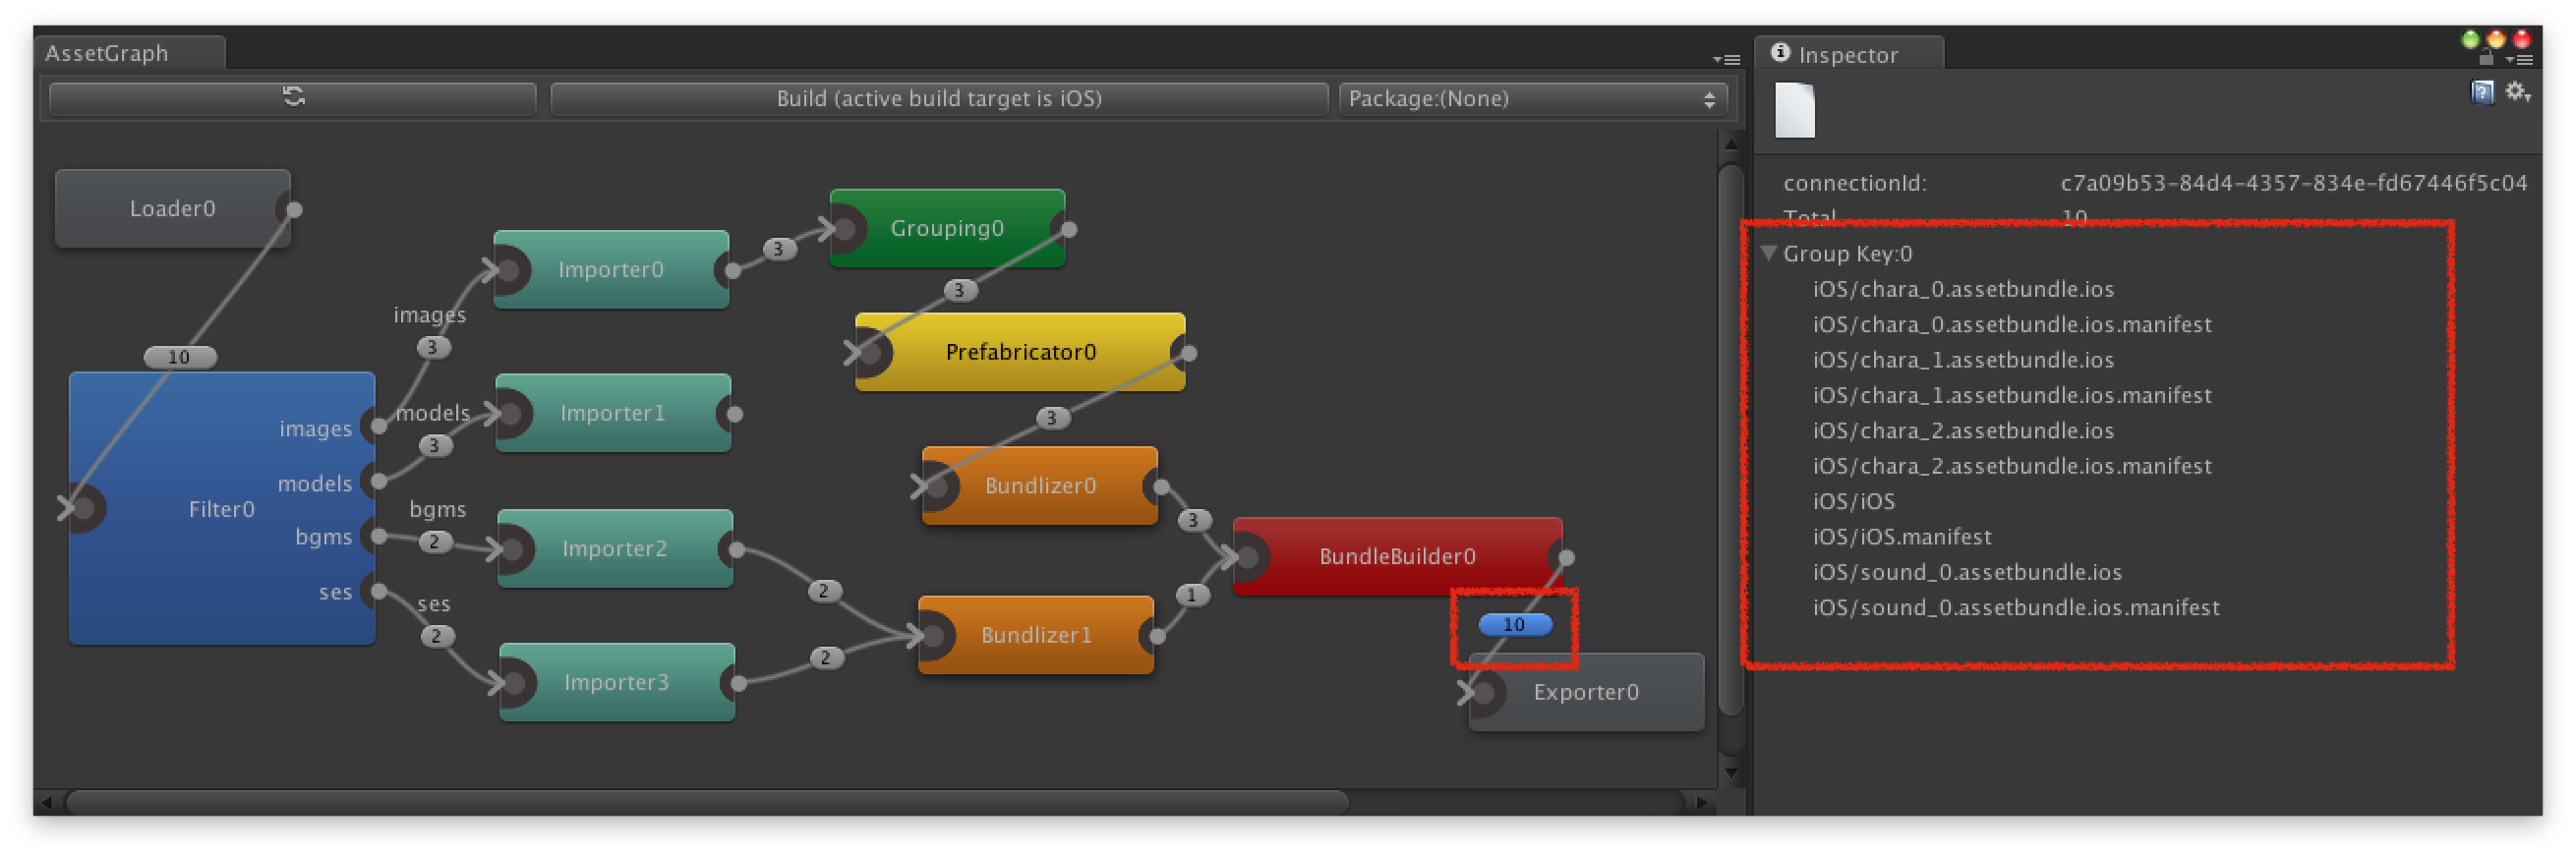 AssetGraph
Build (active build target is iOS)
Package:(None)
Loader0
10
Filter0
images
models
bgms
ses
images
3
models
3
bgms
2
ses
2
Importer0
3
Importer1
Importer2
2
Importer3
2
Grouping0
3
Prefabricator0
3
Bundlizer0
3
Bundlizer1
1
BundleBuilder0
10
Exporter0
Inspector
connectionId: c7a09b53-84d4-4357-834e-fd67446f5c04
Total 10
Group Key:0
iOS/chara_0.assetbundle.ios
iOS/chara_0.assetbundle.ios.manifest
iOS/chara_1.assetbundle.ios
iOS/chara_1.assetbundle.ios.manifest
iOS/chara_2.assetbundle.ios
iOS/chara_2.assetbundle.ios.manifest
iOS/iOS
iOS/iOS.manifest
iOS/sound_0.assetbundle.ios
iOS/sound_0.assetbundle.ios.manifest